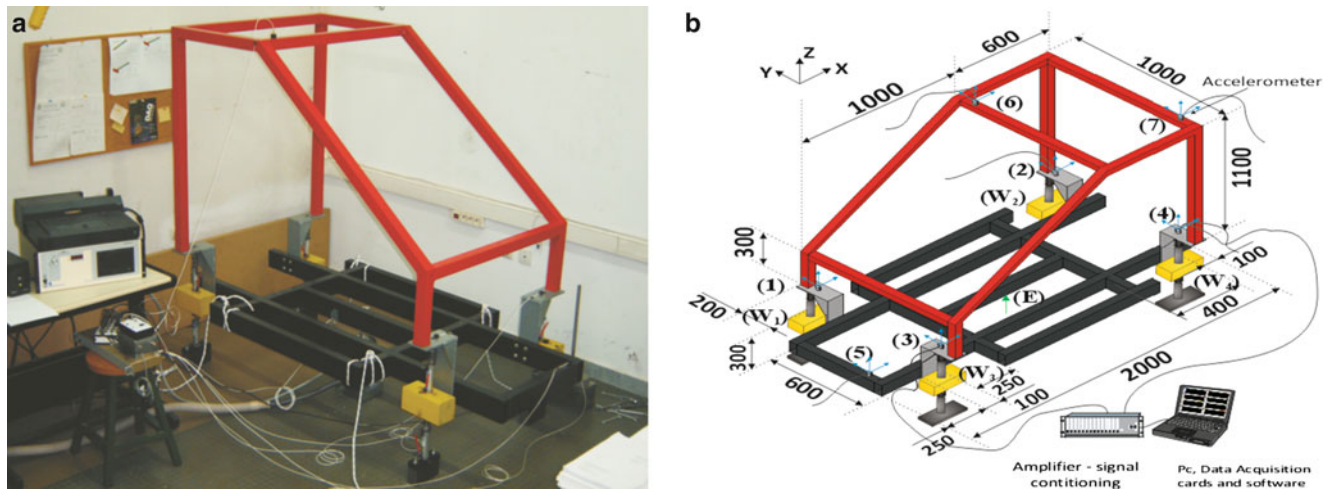 a
b
Z
Y
X
600
1000
1000
Accelerometer
(6)
(7)
1100
(2)
(W2)
(4)
300
100
(1)
(E)
(W4)
400
200
(W1)
300
(5)
(3)
(W3)
250
2000
600
100
250
Amplifier - signal
contitioning
Pc, Data Acquisition
cards and software